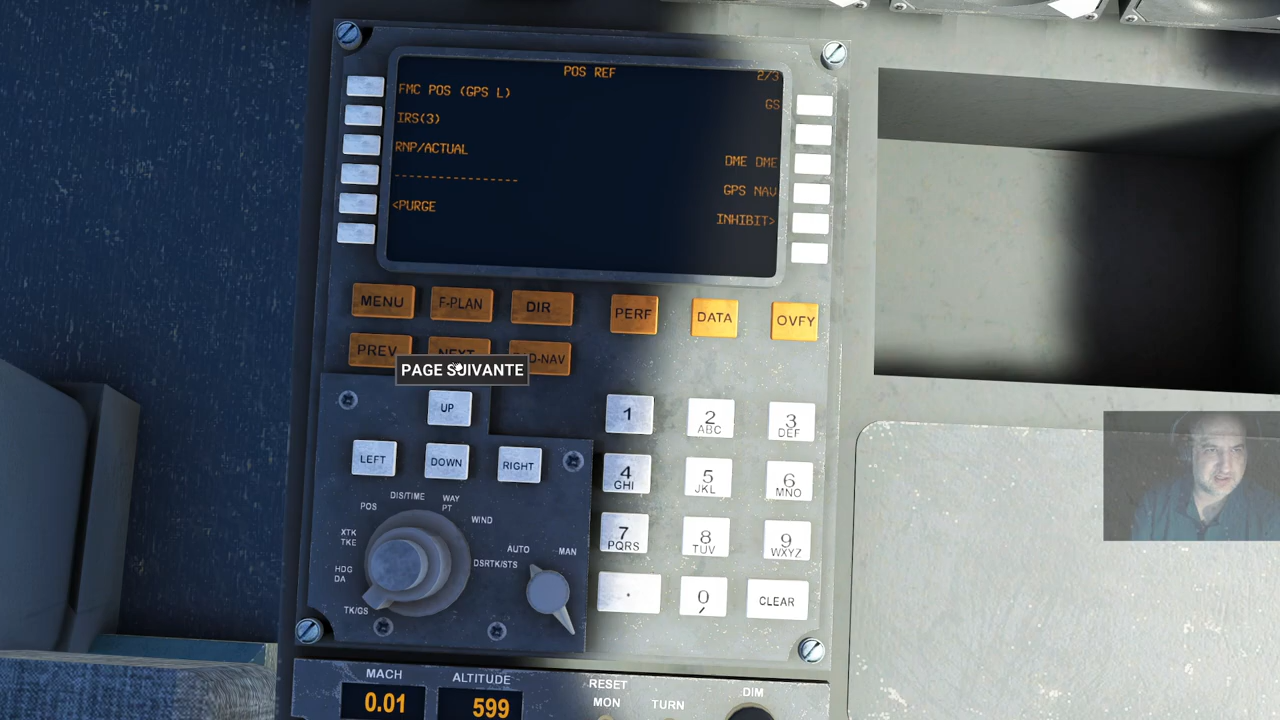 POS REF 2/3
FMC POS (GPS L) GS
IRS(3)
RNP/ACTUAL DME DME
----------------
GPS NAV
<PURGE INHIBIT>
MENU F-PLAN DIR PERF DATA OVFY
PREV NEXT D-NAV
PAGE SUIVANTE
UP
LEFT DOWN RIGHT
1 2 ABC 3 DEF
4 GHI 5 JKL 6 MNO
7 PQRS 8 TUV 9 WXYZ
. 0 , CLEAR
DIS/TIME
WAY PT
POS
WIND
XTK TKE
AUTO MAN
DSRTK/STS
HDG DA
TK/GS
MACH ALTITUDE
0.01 599
RESET
MON TURN DIM